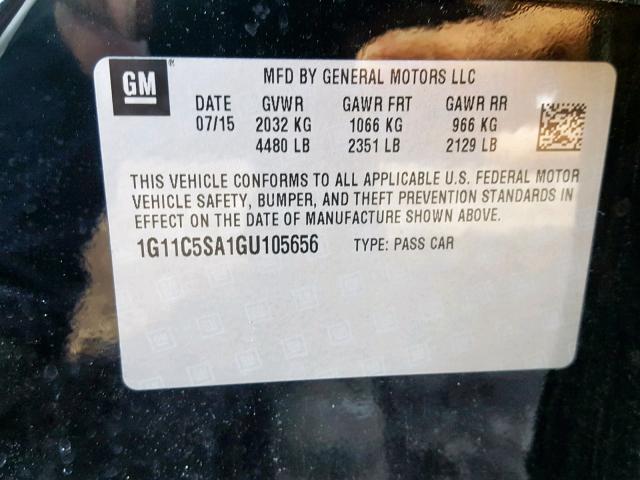 GM ®
MFD BY GENERAL MOTORS LLC
DATE GVWR GAWR FRT GAWR RR
07/15 2032 KG 1066 KG 966 KG
4480 LB 2351 LB 2129 LB
THIS VEHICLE CONFORMS TO ALL APPLICABLE U.S. FEDERAL MOTOR
VEHICLE SAFETY, BUMPER, AND THEFT PREVENTION STANDARDS IN
EFFECT ON THE DATE OF MANUFACTURE SHOWN ABOVE.
1G11C5SA1GU105656 TYPE: PASS CAR